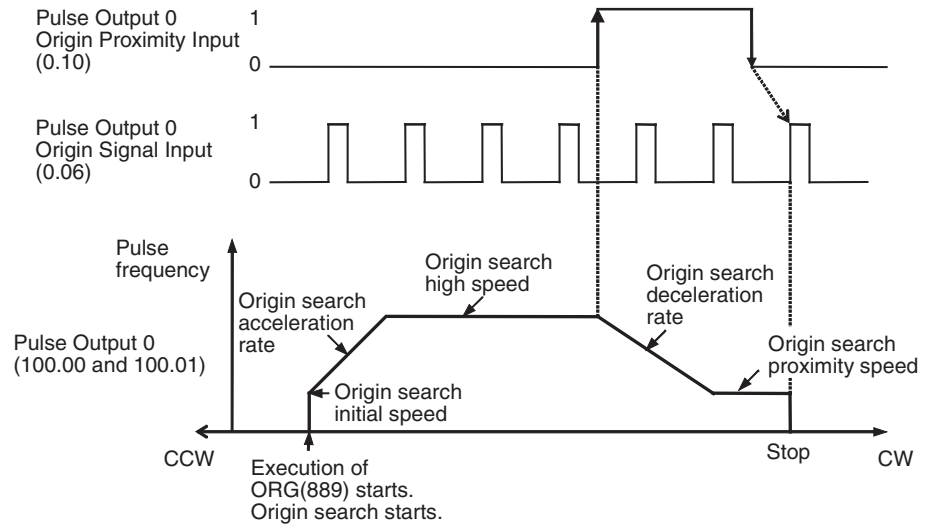 Pulse Output 0
Origin Proximity Input
(0.10)
1
0
Pulse Output 0
Origin Signal Input
(0.06)
1
0
Pulse
frequency
Origin search
high speed
Origin search
acceleration
rate
Origin search
deceleration
rate
Pulse Output 0
(100.00 and 100.01)
Origin search
proximity speed
Origin search
initial speed
CCW
Stop
CW
Execution of
ORG(889) starts.
Origin search starts.